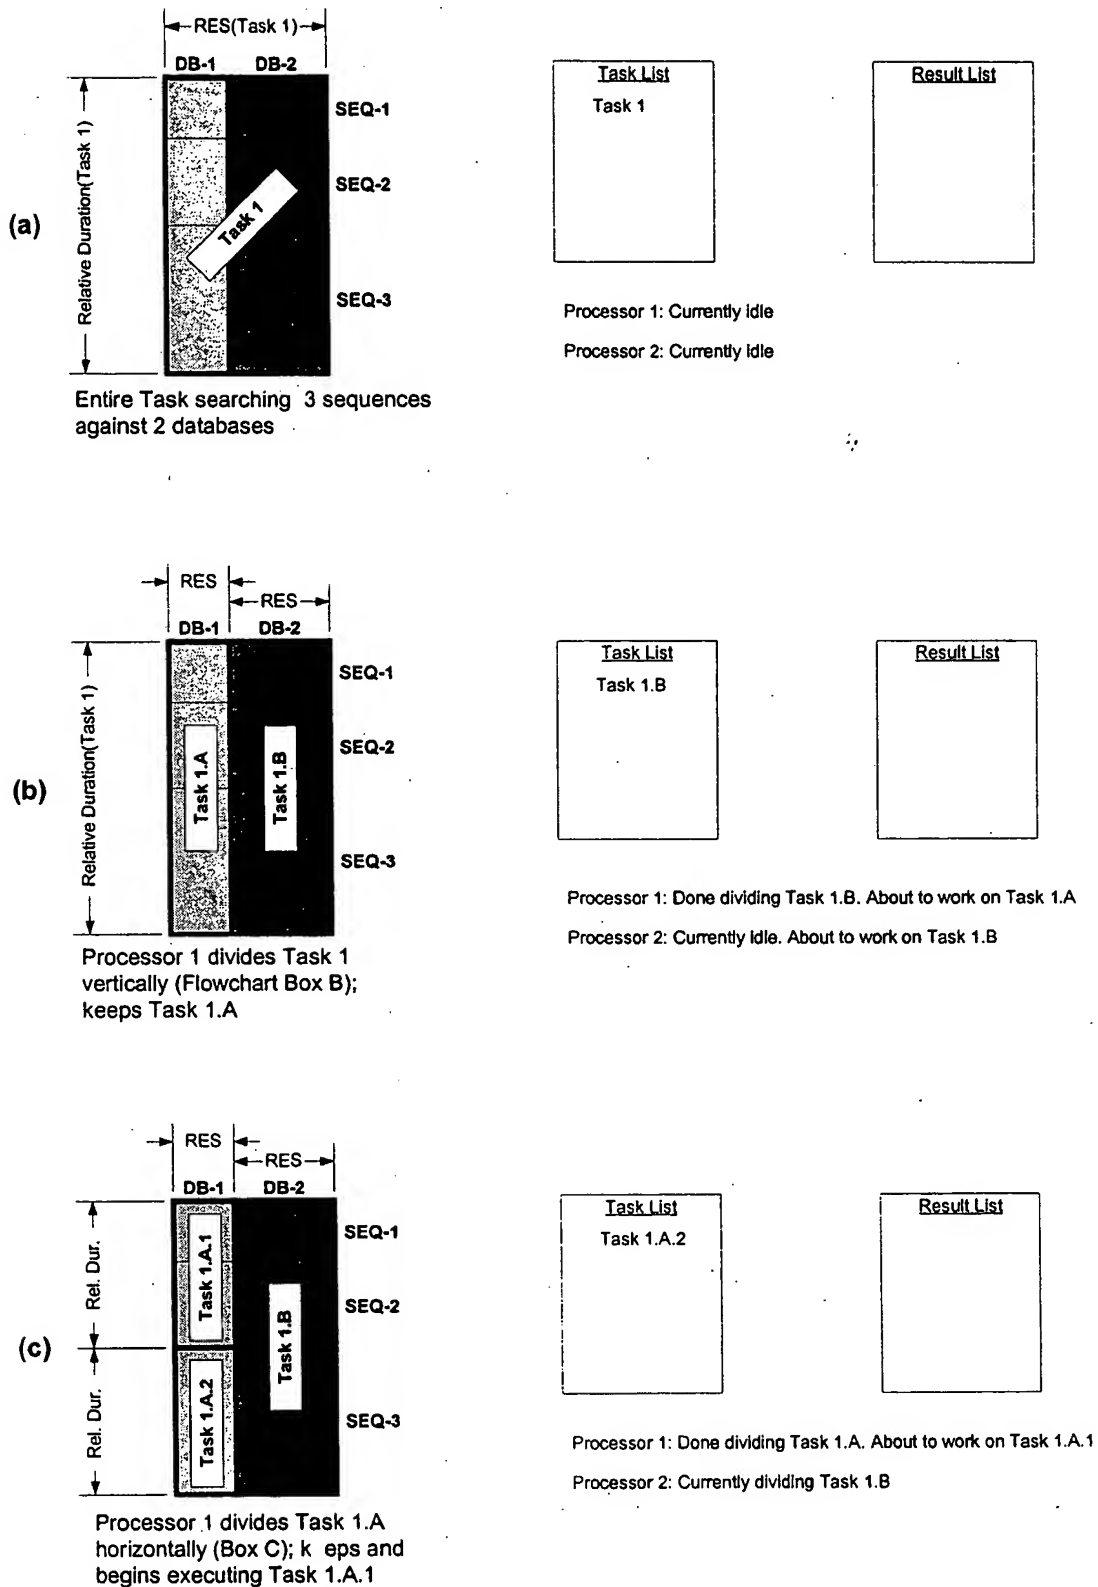 RES(Task 1)
DB-1 DB-2
Relative Duration(Task 1)
SEQ-1
SEQ-2
SEQ-3
Task 1
(a)
Entire Task searching 3 sequences
against 2 databases
Task List
Task 1
Result List
Processor 1: Currently idle
Processor 2: Currently idle
RES
RES
DB-1 DB-2
Relative Duration(Task 1)
SEQ-1
SEQ-2
SEQ-3
Task 1.A
Task 1.B
(b)
Processor 1 divides Task 1
vertically (Flowchart Box B);
keeps Task 1.A
Task List
Task 1.B
Result List
Processor 1: Done dividing Task 1.B. About to work on Task 1.A
Processor 2: Currently idle. About to work on Task 1.B
RES
RES
DB-1 DB-2
Rel. Dur.
Rel. Dur.
SEQ-1
SEQ-2
SEQ-3
Task 1.A.1
Task 1.A.2
Task 1.B
(c)
Processor 1 divides Task 1.A
horizontally (Box C); k eps and
begins executing Task 1.A.1
Task List
Task 1.A.2
Result List
Processor 1: Done dividing Task 1.A. About to work on Task 1.A.1
Processor 2: Currently dividing Task 1.B